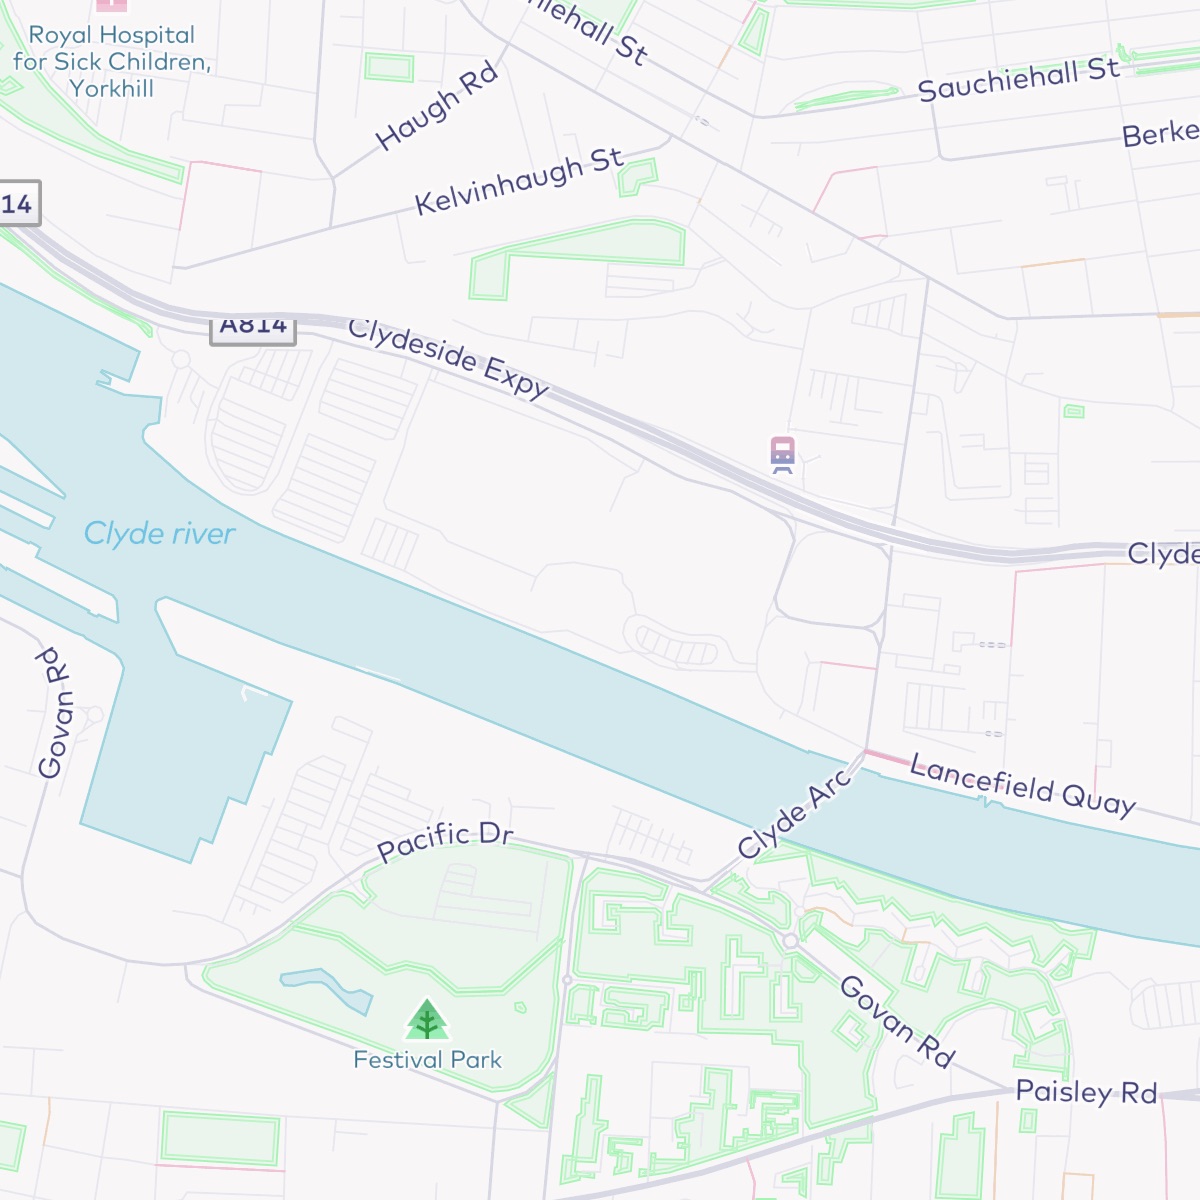 Royal Hospital
for Sick Children,
Yorkhill
Sauchiehall St
Haugh Rd
Kelvinhaugh St
14
A814
Clydeside Expy
Clyde river
Govan Rd
Lancefield Quay
Clyde Arc
Pacific Dr
Govan Rd
Festival Park
Paisley Rd